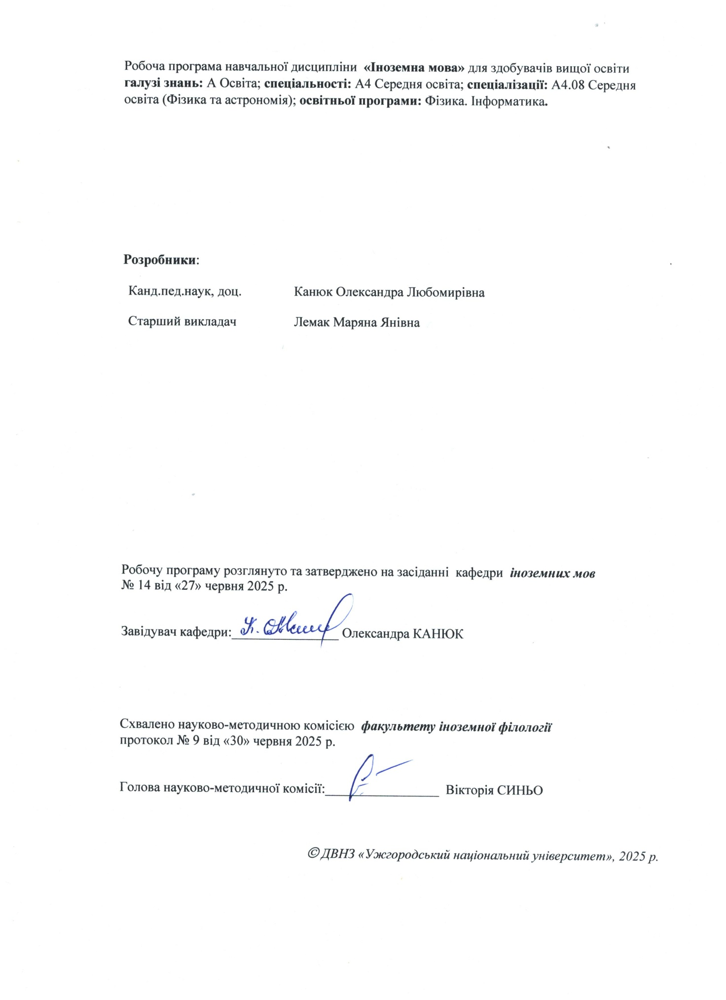 Робоча програма навчальної дисципліни «Іноземна мова» для здобувачів вищої освіти
галузі знань: А Освіта; спеціальності: А4 Середня освіта; спеціалізації: А4.08 Середня
освіта (Фізика та астрономія); освітньої програми: Фізика. Інформатика.
Розробники:
Канд.пед.наук, доц. Канюк Олександра Любомирівна
Старший викладач Лемак Маряна Янівна
Робочу програму розглянуто та затверджено на засіданні кафедри іноземних мов
№ 14 від «27» червня 2025 р.
Завідувач кафедри: Олександра КАНЮК
Схвалено науково-методичною комісією факультету іноземної філології
протокол № 9 від «30» червня 2025 р.
Голова науково-методичної комісії: Вікторія СИНЬО
© ДВНЗ «Ужгородський національний університет», 2025 р.